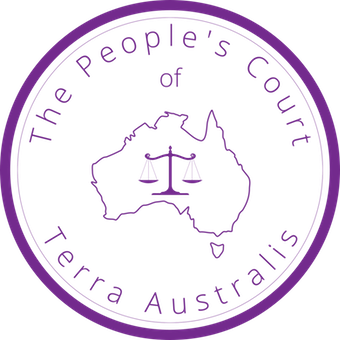 The People's Court
of
Terra Australis